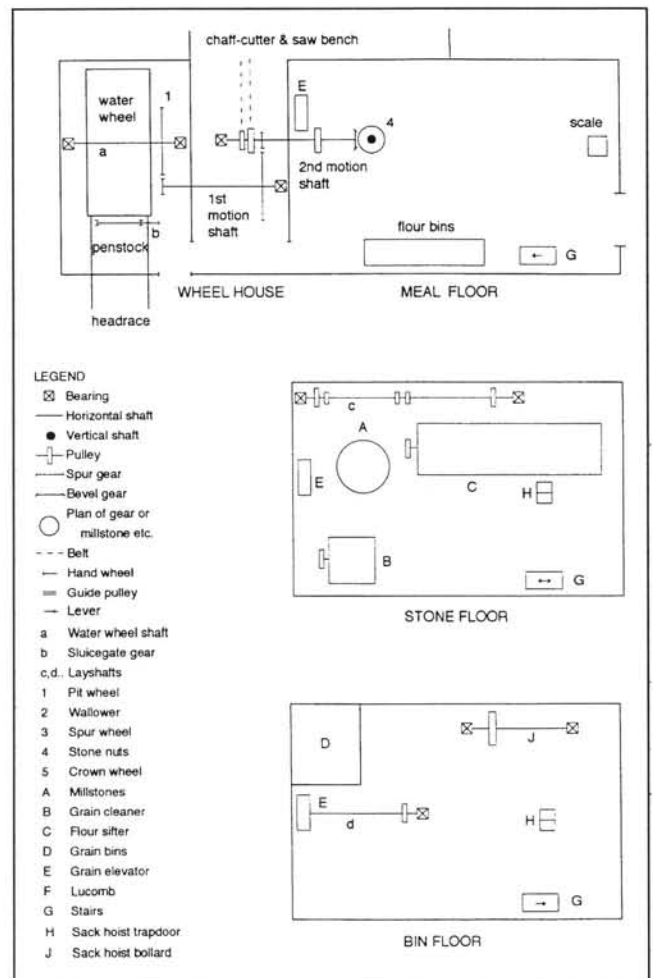 chaff-cutter & saw bench
water
wheel
1
E
4
scale
a
2nd motion
shaft
1st
motion
shaft
b
penstock
flour bins
G
WHEEL HOUSE
MEAL FLOOR
headrace
LEGEND
Bearing
Horizontal shaft
Vertical shaft
Pulley
Spur gear
Bevel gear
Plan of gear or
millstone etc.
Belt
Hand wheel
Guide pulley
Lever
a Water wheel shaft
b Sluicegate gear
c,d.. Layshafts
1 Pit wheel
2 Wallower
3 Spur wheel
4 Stone nuts
5 Crown wheel
A Millstones
B Grain cleaner
C Flour sifter
D Grain bins
E Grain elevator
F Lucomb
G Stairs
H Sack hoist trapdoor
J Sack hoist bollard
c
A
E
C
H
B
G
STONE FLOOR
D
J
E
d
H
G
BIN FLOOR